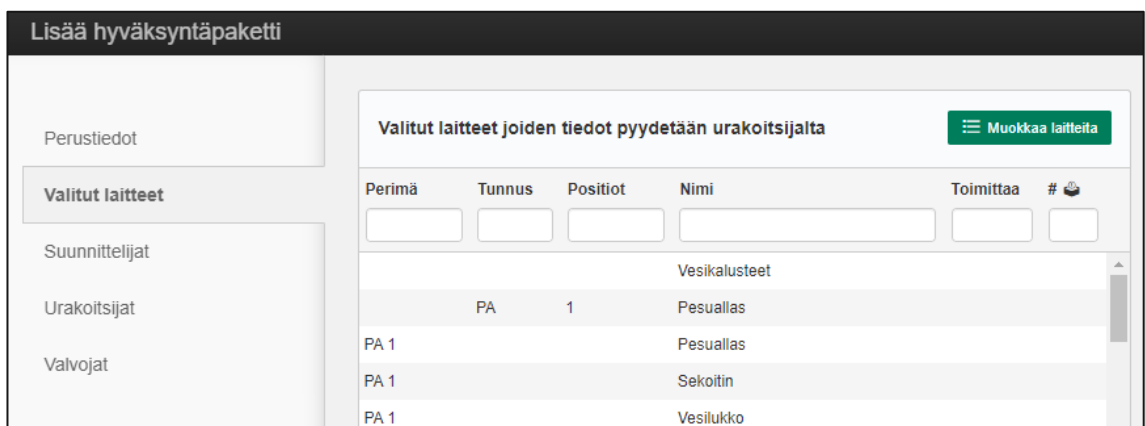 Lisää hyväksyntäpaketti
Perustiedot
Valitut laitteet
Suunnittelijat
Urakoitsijat
Valvojat
Valitut laitteet joiden tiedot pyydetään urakoitsijalta
Muokkaa laitteita
Perimä Tunnus Positiot Nimi Toimittaa #
Vesikalusteet
PA 1 Pesuallas
PA 1 Pesuallas
PA 1 Sekoitin
PA 1 Vesilukko